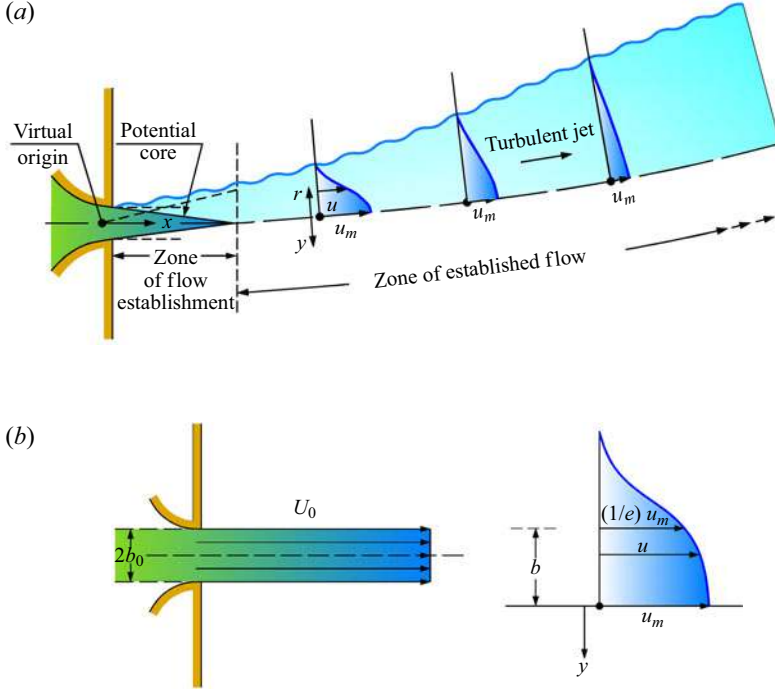 (a)
Virtual
origin
Potential
core
Turbulent jet
x
r
u
u_m
y
u_m
u_m
Zone
of flow
establishment
Zone of established flow
(b)
U_0
2b_0
(1/e) u_m
b
u
u_m
y